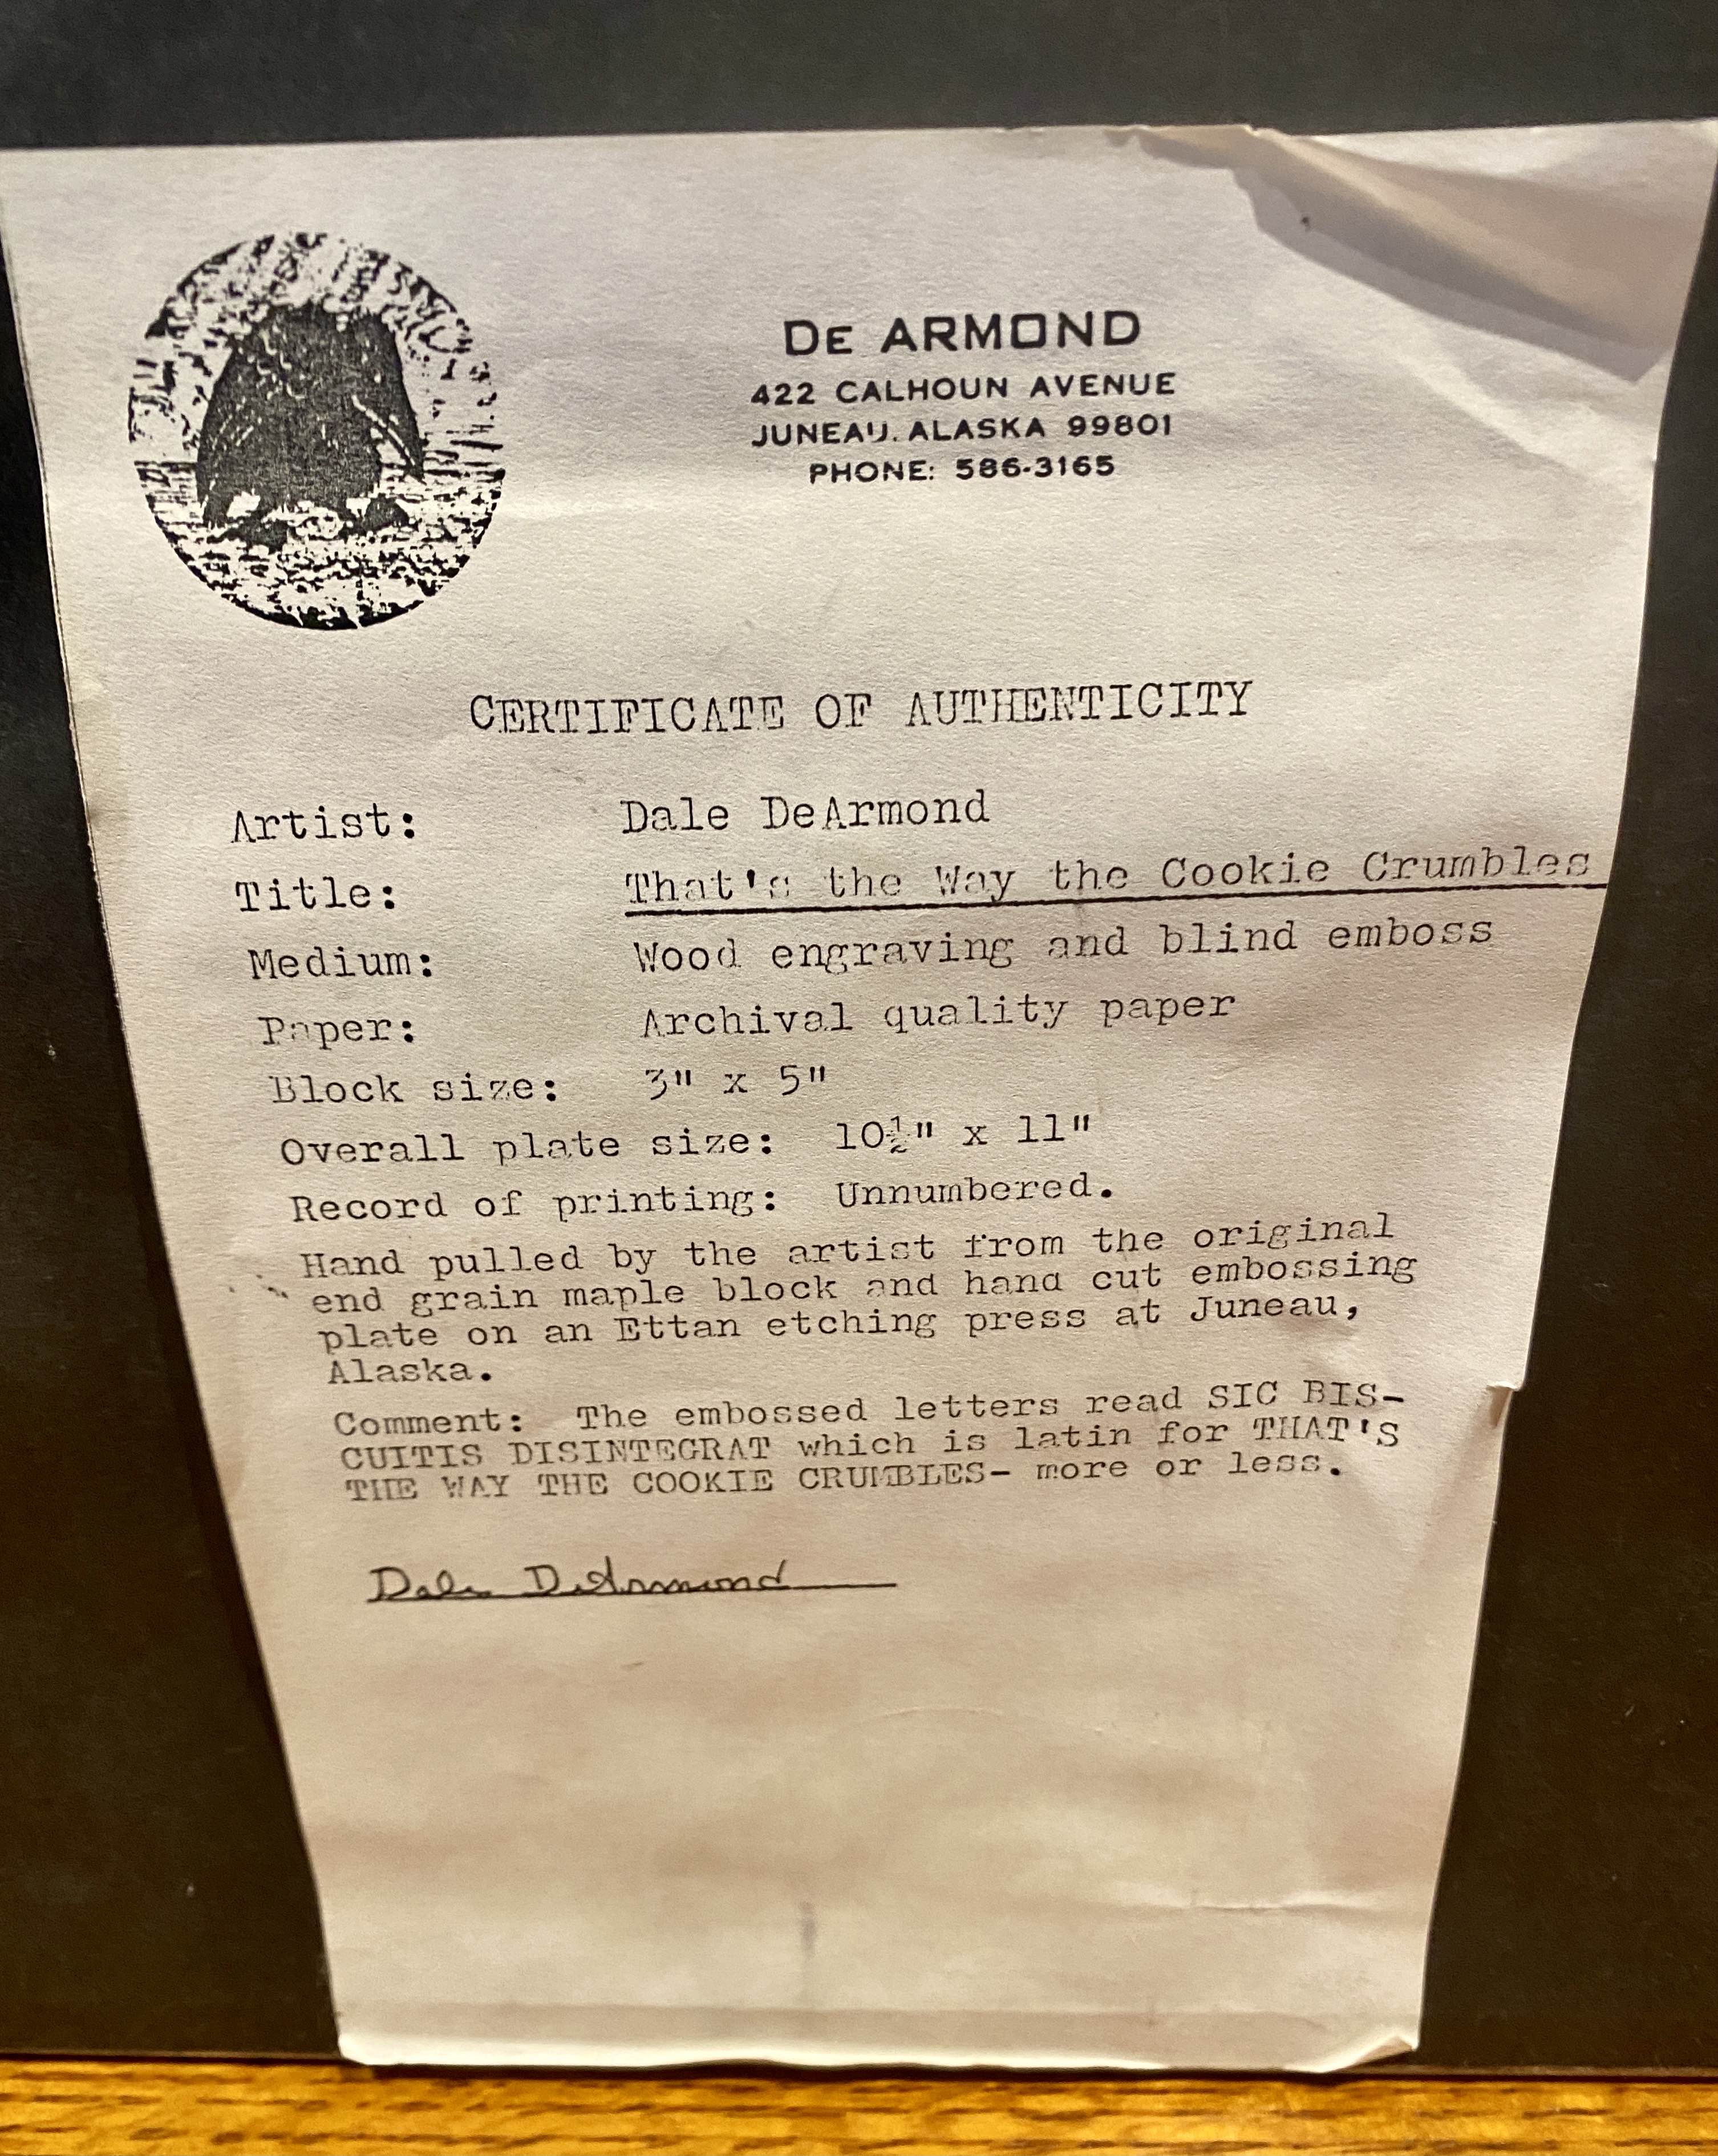 DE ARMOND
422 CALHOUN AVENUE
JUNEAU, ALASKA 99801
PHONE: 586-3165
CERTIFICATE OF AUTHENTICITY
Artist: Dale DeArmond
Title: That's the Way the Cookie Crumbles
Medium: Wood engraving and blind emboss
Paper: Archival quality paper
Block size: 3" x 5"
Overall plate size: 10½" x 11"
Record of printing: Unnumbered.
Hand pulled by the artist from the original
end grain maple block and hand cut embossing
plate on an Ettan etching press at Juneau,
Alaska.
Comment: The embossed letters read SIC BIS-
CUITIS DISINTEGRAT which is latin for THAT'S
THE WAY THE COOKIE CRUMBLES- more or less.
Dale DeArmond